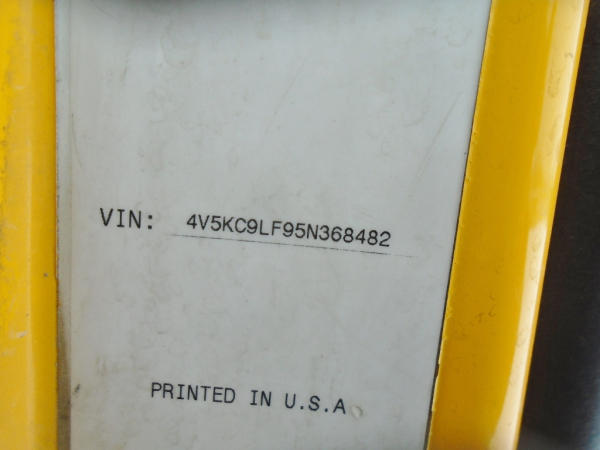 VIN: 4V5KC9LF95N368482
PRINTED IN U.S.A